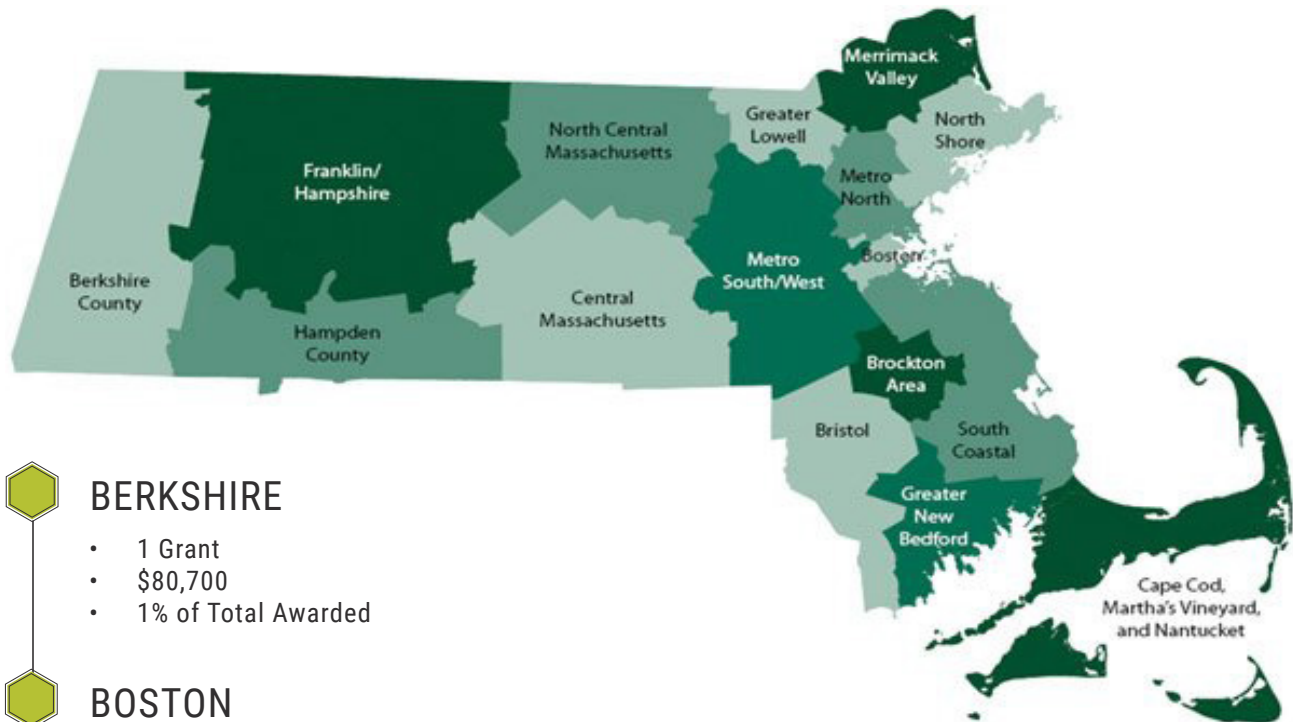 Merrimack
Valley
Greater
Lowell
North
Shore
North Central
Massachusetts
Metro
North
Franklin/
Hampshire
Boston
Metro
South/West
Berkshire
County
Central
Massachusetts
Hampden
County
Brockton
Area
Bristol
South
Coastal
Greater
New
Bedford
Cape Cod,
Martha's Vineyard,
and Nantucket
BERKSHIRE
• 1 Grant
• $80,700
• 1% of Total Awarded
BOSTON